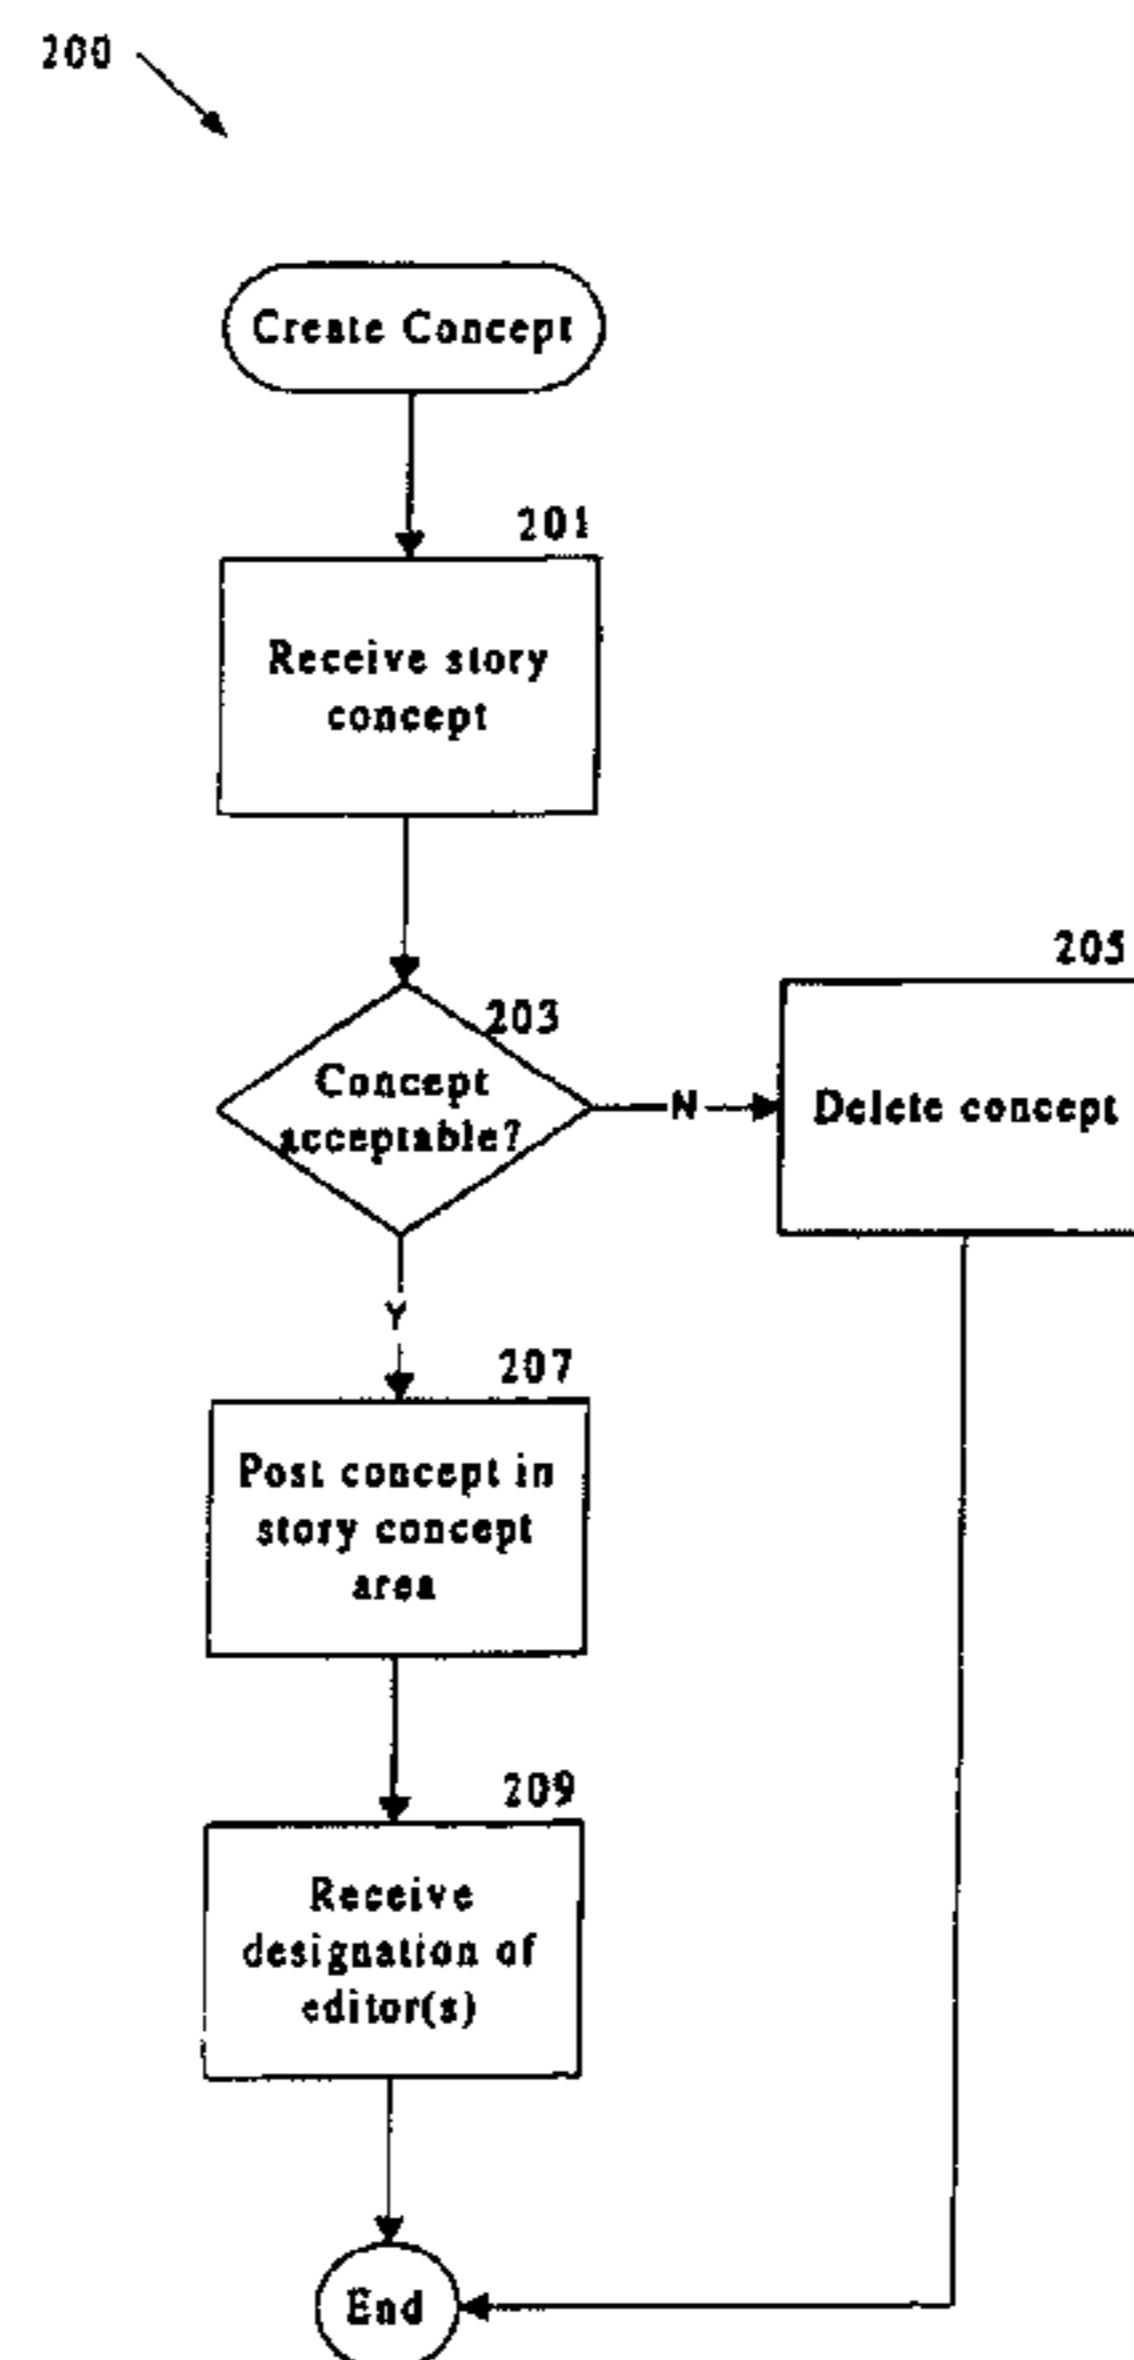 200
Create Concept
201
Receive story
concept
203
Concept
acceptable?
N
205
Delete concept
Y
207
Post concept in
story concept
area
209
Receive
designation of
editor(s)
End